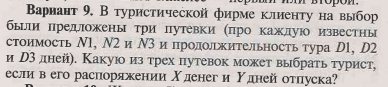 Вариант 9. В туристической фирме клиенту на выбор
были предложены три путевки (про каждую известны
стоимость N1, N2 и N3 и продолжительность тура D1, D2
и D3 дней). Какую из трех путевок может выбрать турист,
если в его распоряжении X денег и Y дней отпуска?